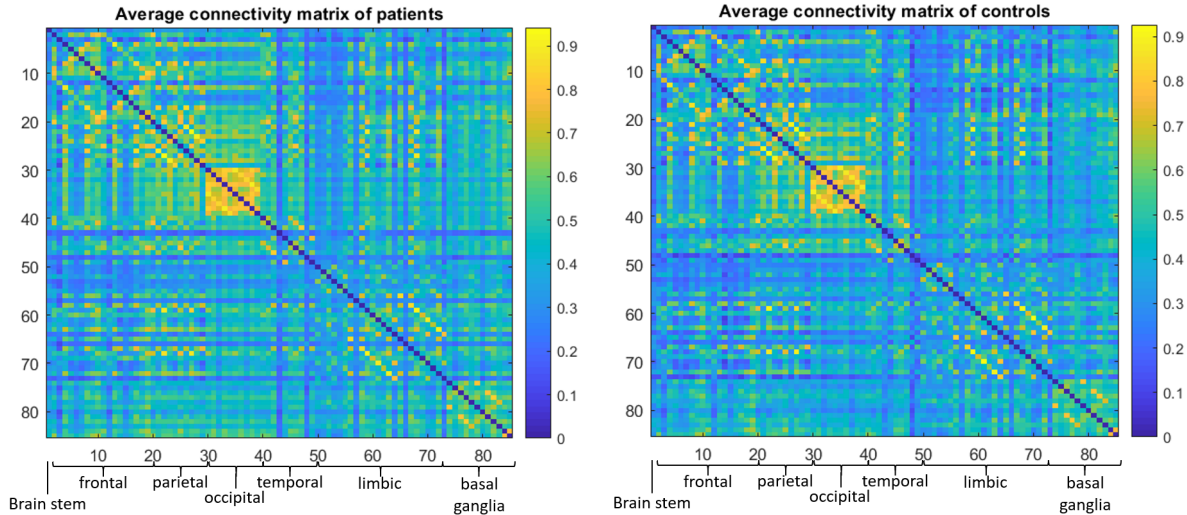 Average connectivity matrix of patients
10
20
30
40
50
60
70
80
10 20 30 40 50 60 70 80
0.9
0.8
0.7
0.6
0.5
0.4
0.3
0.2
0.1
0
Brain stem
frontal
parietal
occipital
temporal
limbic
basal
ganglia
Average connectivity matrix of controls
10
20
30
40
50
60
70
80
10 20 30 40 50 60 70 80
0.9
0.8
0.7
0.6
0.5
0.4
0.3
0.2
0.1
0
Brain stem
frontal
parietal
occipital
temporal
limbic
basal
ganglia